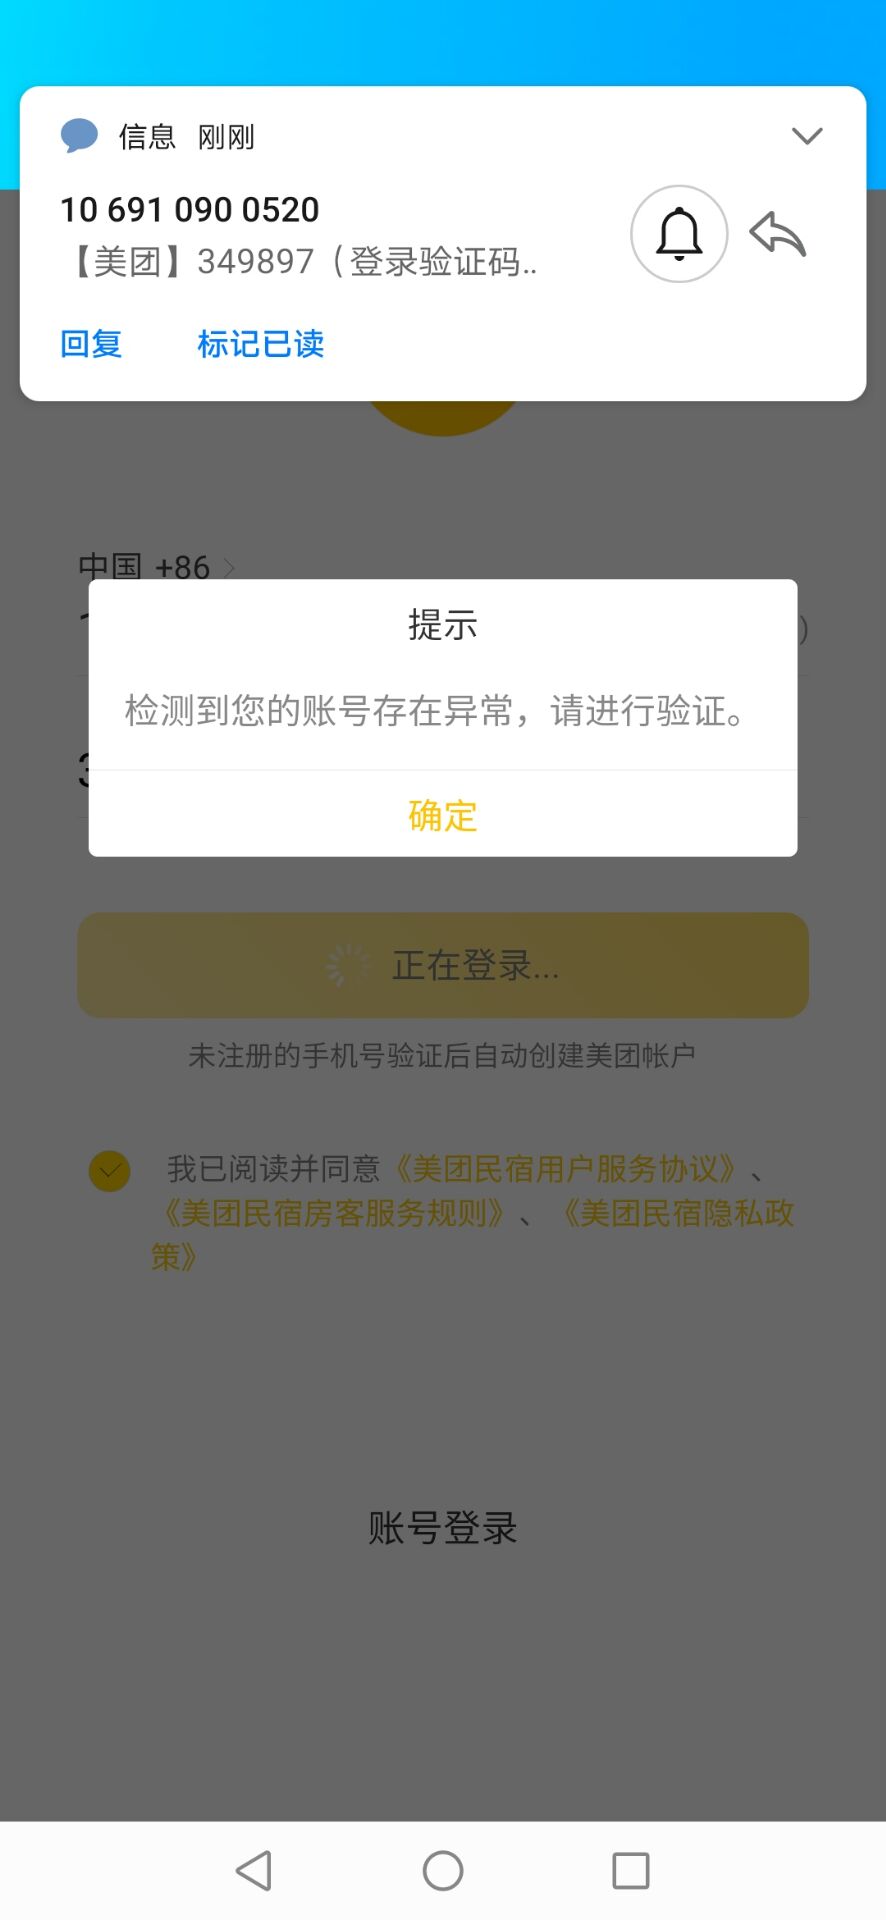 信息 刚刚
10 691 090 0520
【美团】349897（登录验证码..
回复 标记已读
中国 +86
提示
检测到您的账号存在异常，请进行验证。
确定
正在登录...
未注册的手机号验证后自动创建美团帐户
我已阅读并同意《美团民宿用户服务协议》、
《美团民宿房客服务规则》、《美团民宿隐私政
策》
账号登录